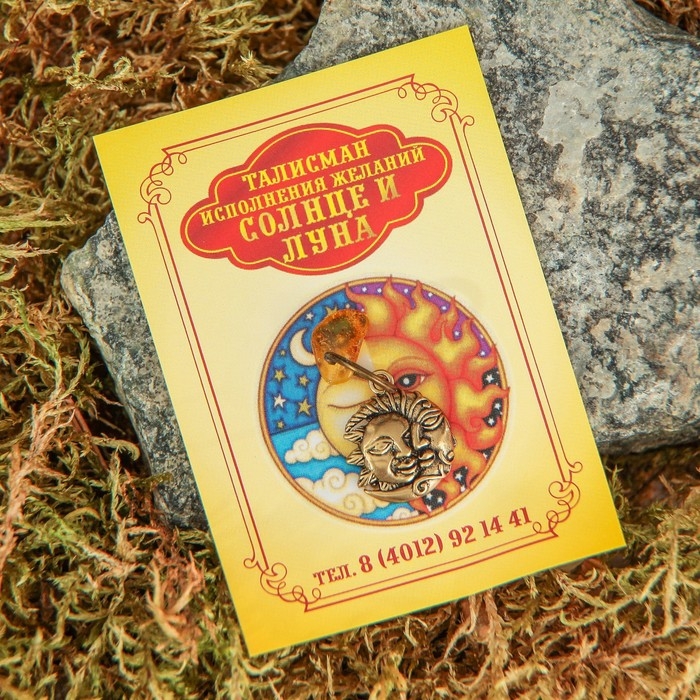 ТАЛИСМАН
ИСПОЛНЕНИЯ ЖЕЛАНИЙ
СОЛНЦЕ И
ЛУНА
ТЕЛ. 8 (4012) 92 14 41